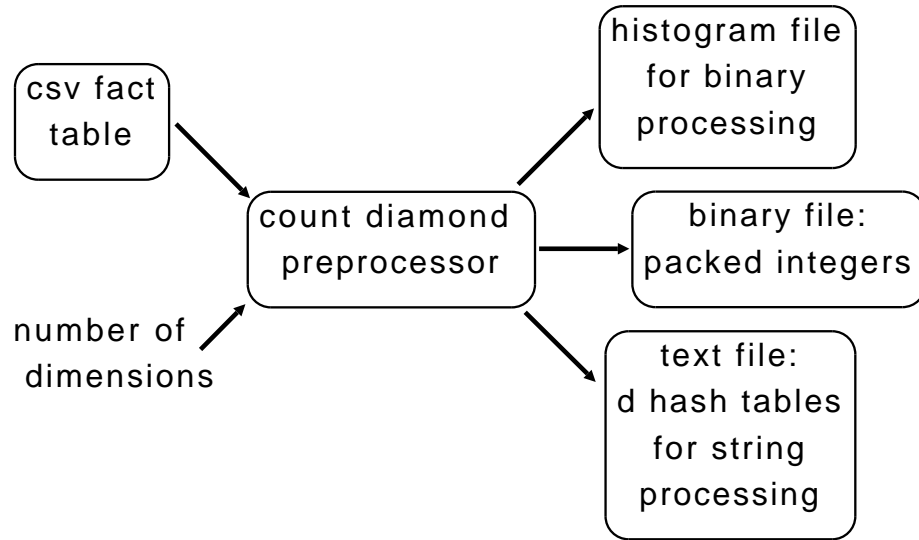 csv fact
table
number of
dimensions
count diamond
preprocessor
histogram file
for binary
processing
binary file:
packed integers
text file:
d hash tables
for string
processing